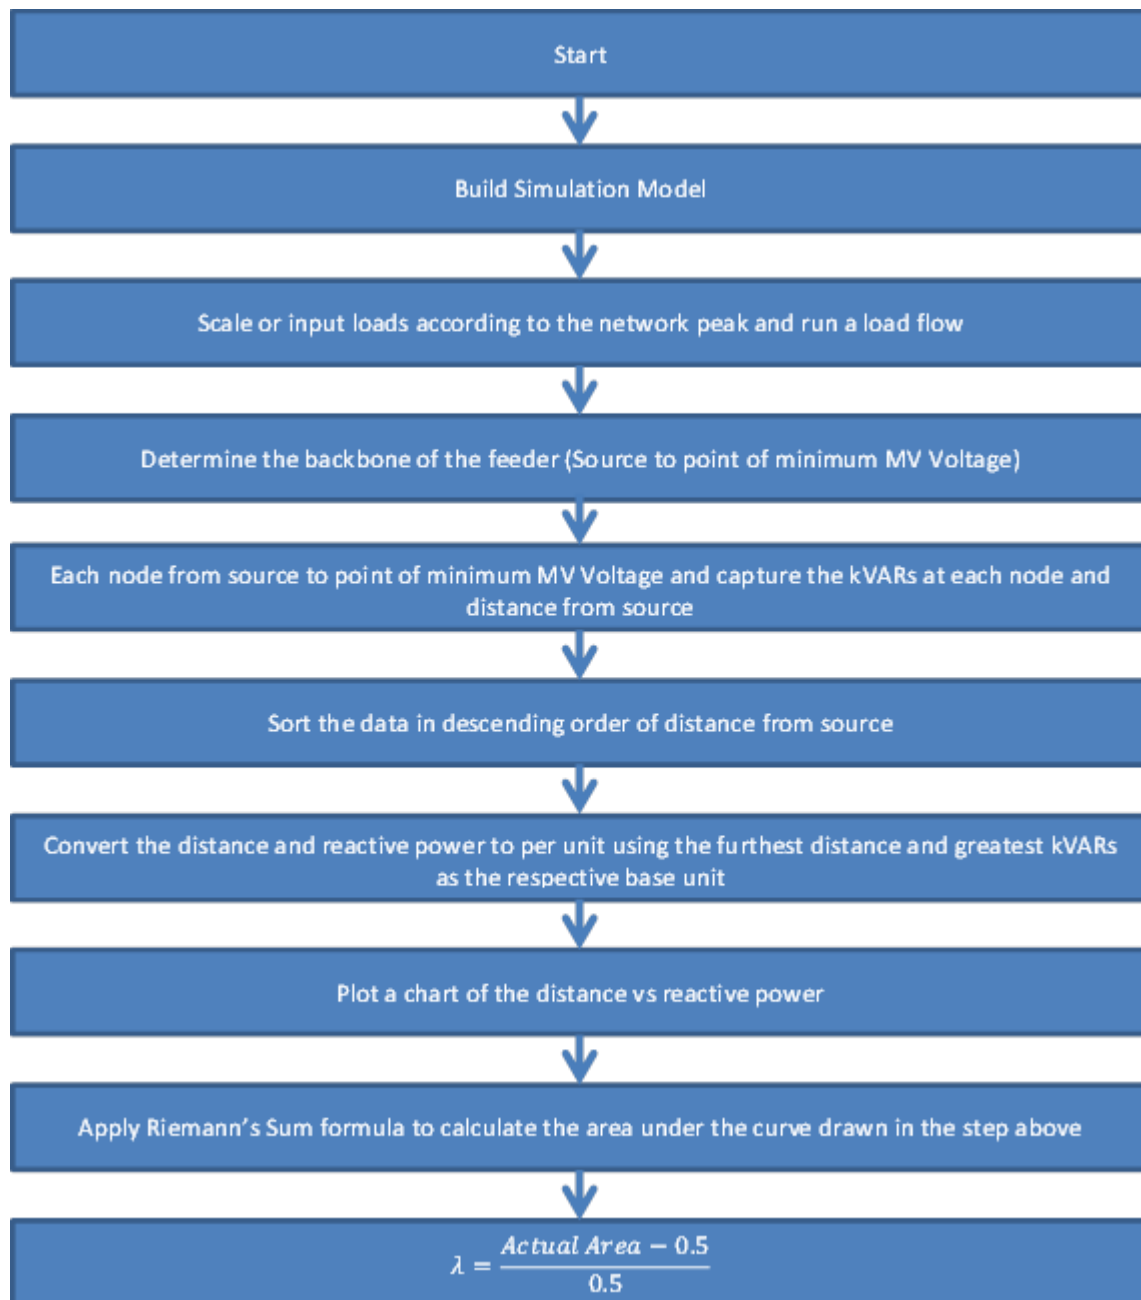 Start
Build Simulation Model
Scale or input loads according to the network peak and run a load flow
Determine the backbone of the feeder (Source to point of minimum MV Voltage)
Each node from source to point of minimum MV Voltage and capture the kVARs at each node and
distance from source
Sort the data in descending order of distance from source
Convert the distance and reactive power to per unit using the furthest distance and greatest kVARs
as the respective base unit
Plot a chart of the distance vs reactive power
Apply Riemann’s Sum formula to calculate the area under the curve drawn in the step above
λ = (Actual Area − 0.5) / 0.5